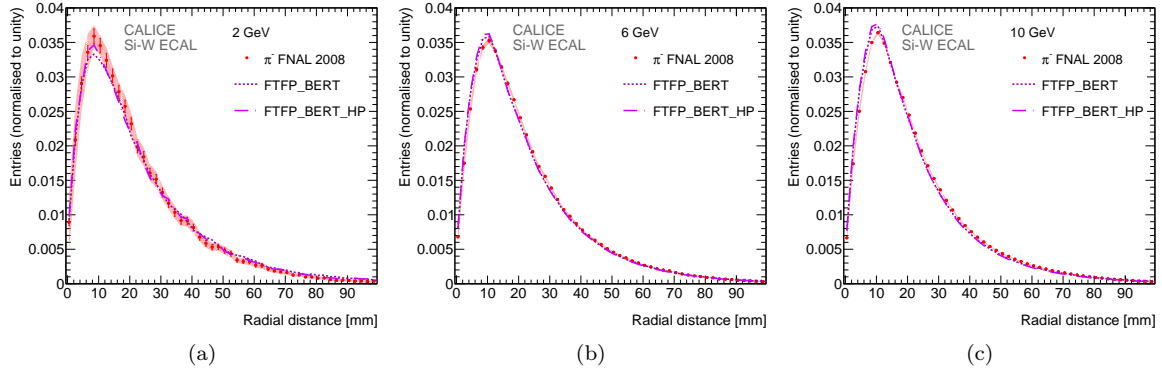 Entries (normalised to unity)
0.04
0.035
0.03
0.025
0.02
0.015
0.01
0.005
0
0 10 20 30 40 50 60 70 80 90
Radial distance [mm]
CALICE
Si-W ECAL
2 GeV
π- FNAL 2008
FTFP_BERT
FTFP_BERT_HP
(a)
Entries (normalised to unity)
0.04
0.035
0.03
0.025
0.02
0.015
0.01
0.005
0
0 10 20 30 40 50 60 70 80 90
Radial distance [mm]
CALICE
Si-W ECAL
6 GeV
π- FNAL 2008
FTFP_BERT
FTFP_BERT_HP
(b)
Entries (normalised to unity)
0.04
0.035
0.03
0.025
0.02
0.015
0.01
0.005
0
0 10 20 30 40 50 60 70 80 90
Radial distance [mm]
CALICE
Si-W ECAL
10 GeV
π- FNAL 2008
FTFP_BERT
FTFP_BERT_HP
(c)